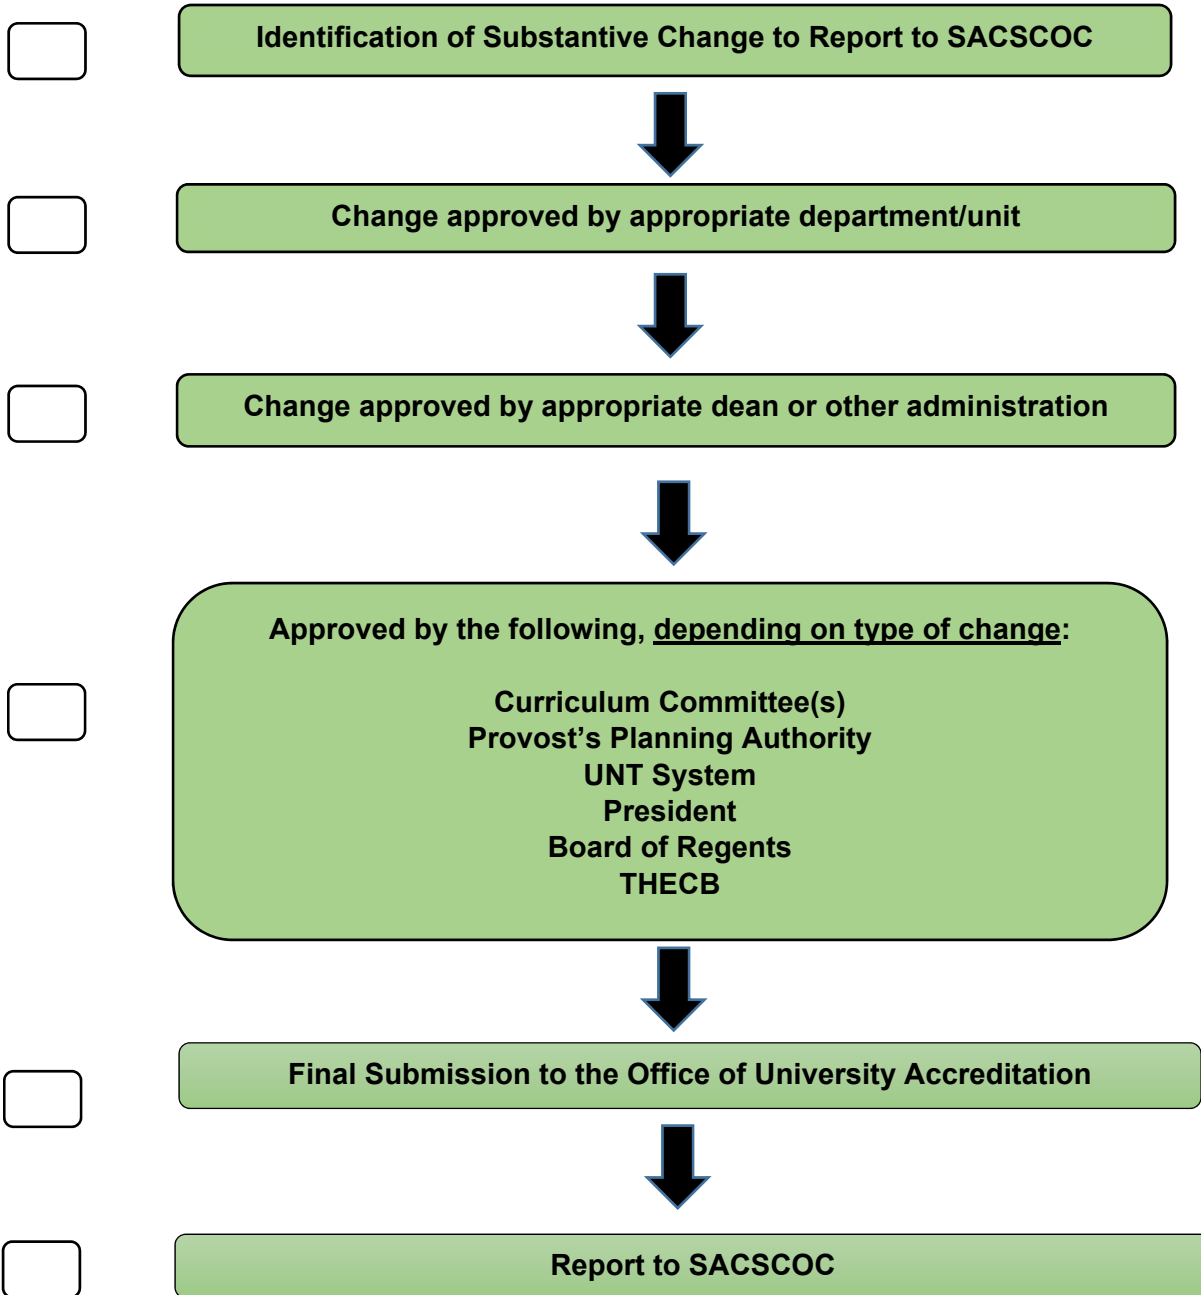 Identification of Substantive Change to Report to SACSCOC
Change approved by appropriate department/unit
Change approved by appropriate dean or other administration
Approved by the following, depending on type of change:
Curriculum Committee(s)
Provost’s Planning Authority
UNT System
President
Board of Regents
THECB
Final Submission to the Office of University Accreditation
Report to SACSCOC